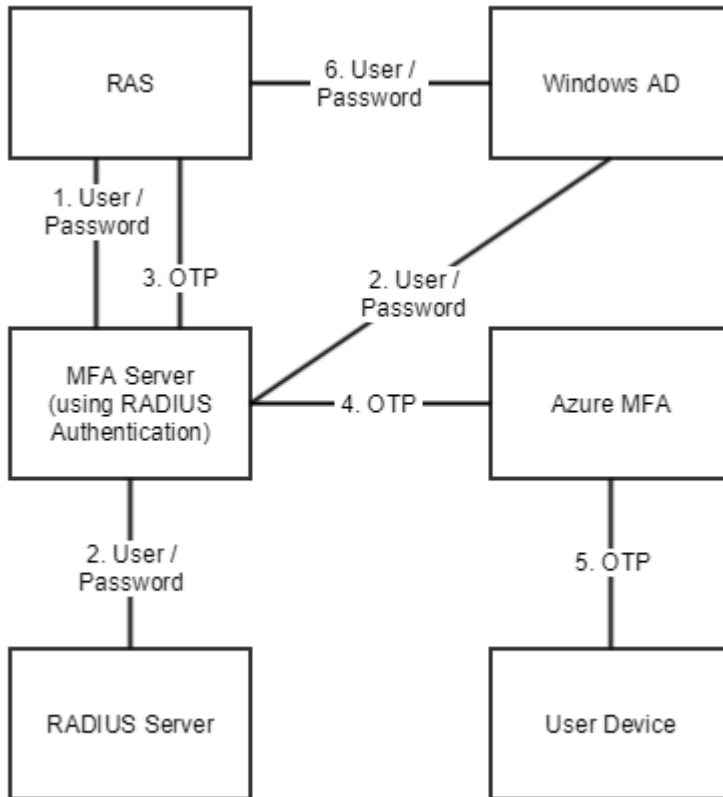 RAS
6. User /
Password
Windows AD
1. User /
Password
3. OTP
2. User /
Password
MFA Server
(using RADIUS
Authentication)
4. OTP
Azure MFA
2. User /
Password
5. OTP
RADIUS Server
User Device